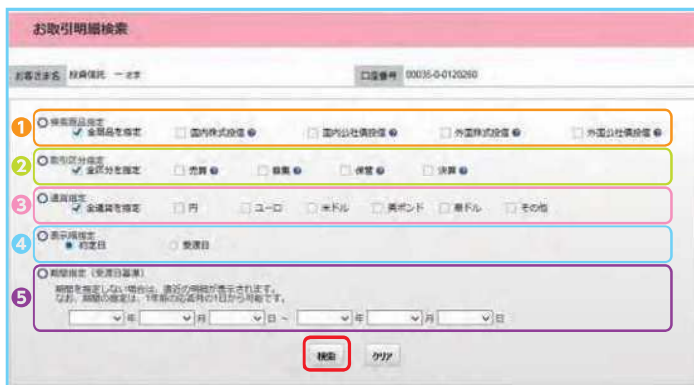 お取引明細検索
お客さま名 投資信託 一 さま 口座番号 00035-0-0120260
1 検索商品指定
全商品を指定 国内株式投信 国内公社債投信 外国株式投信 外国公社債投信
2 取引区分指定
全区分を指定 売買 募集 保管 決算
3 通貨指定
全通貨を指定 円 ユーロ 米ドル 英ポンド 豪ドル その他
4 表示順指定
約定日 受渡日
5 期間指定（受渡日基準）
期間を指定しない場合は、直近の明細が表示されます。
なお、期間の指定は、1年前の応答月の1日から可能です。
年 月 日 ～ 年 月 日
検索 クリア